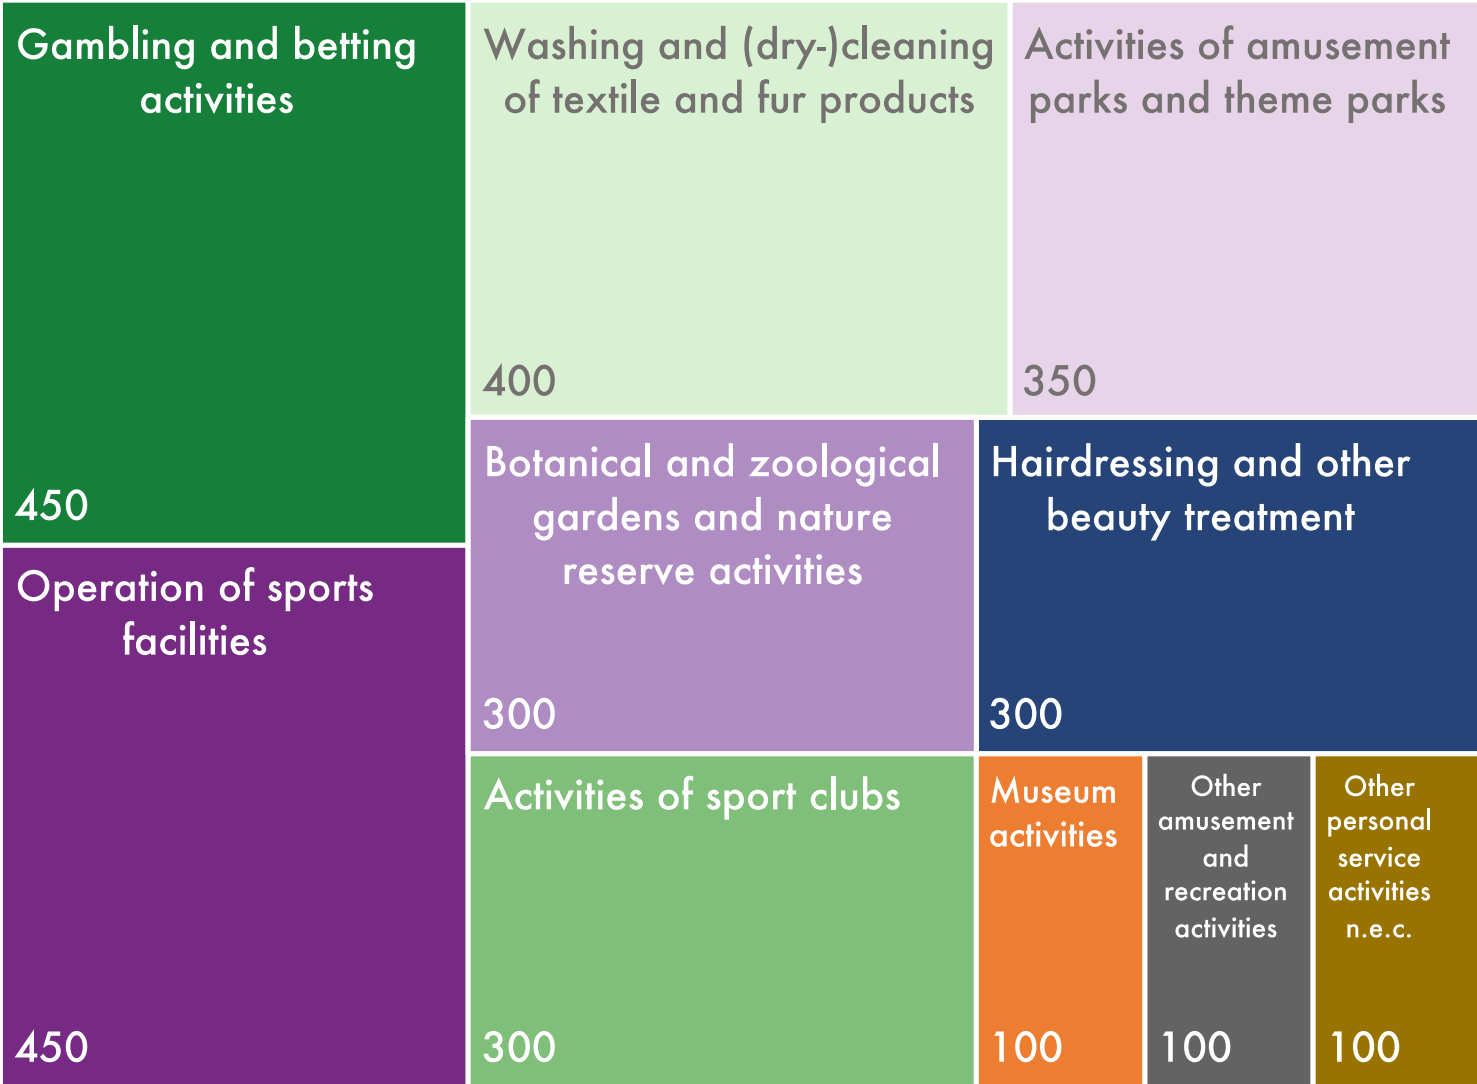 Gambling and betting
activities
450
Washing and (dry-)cleaning
of textile and fur products
400
Activities of amusement
parks and theme parks
350
Operation of sports
facilities
450
Botanical and zoological
gardens and nature
reserve activities
300
Hairdressing and other
beauty treatment
300
Activities of sport clubs
300
Museum
activities
100
Other
amusement
and
recreation
activities
100
Other
personal
service
activities
n.e.c.
100